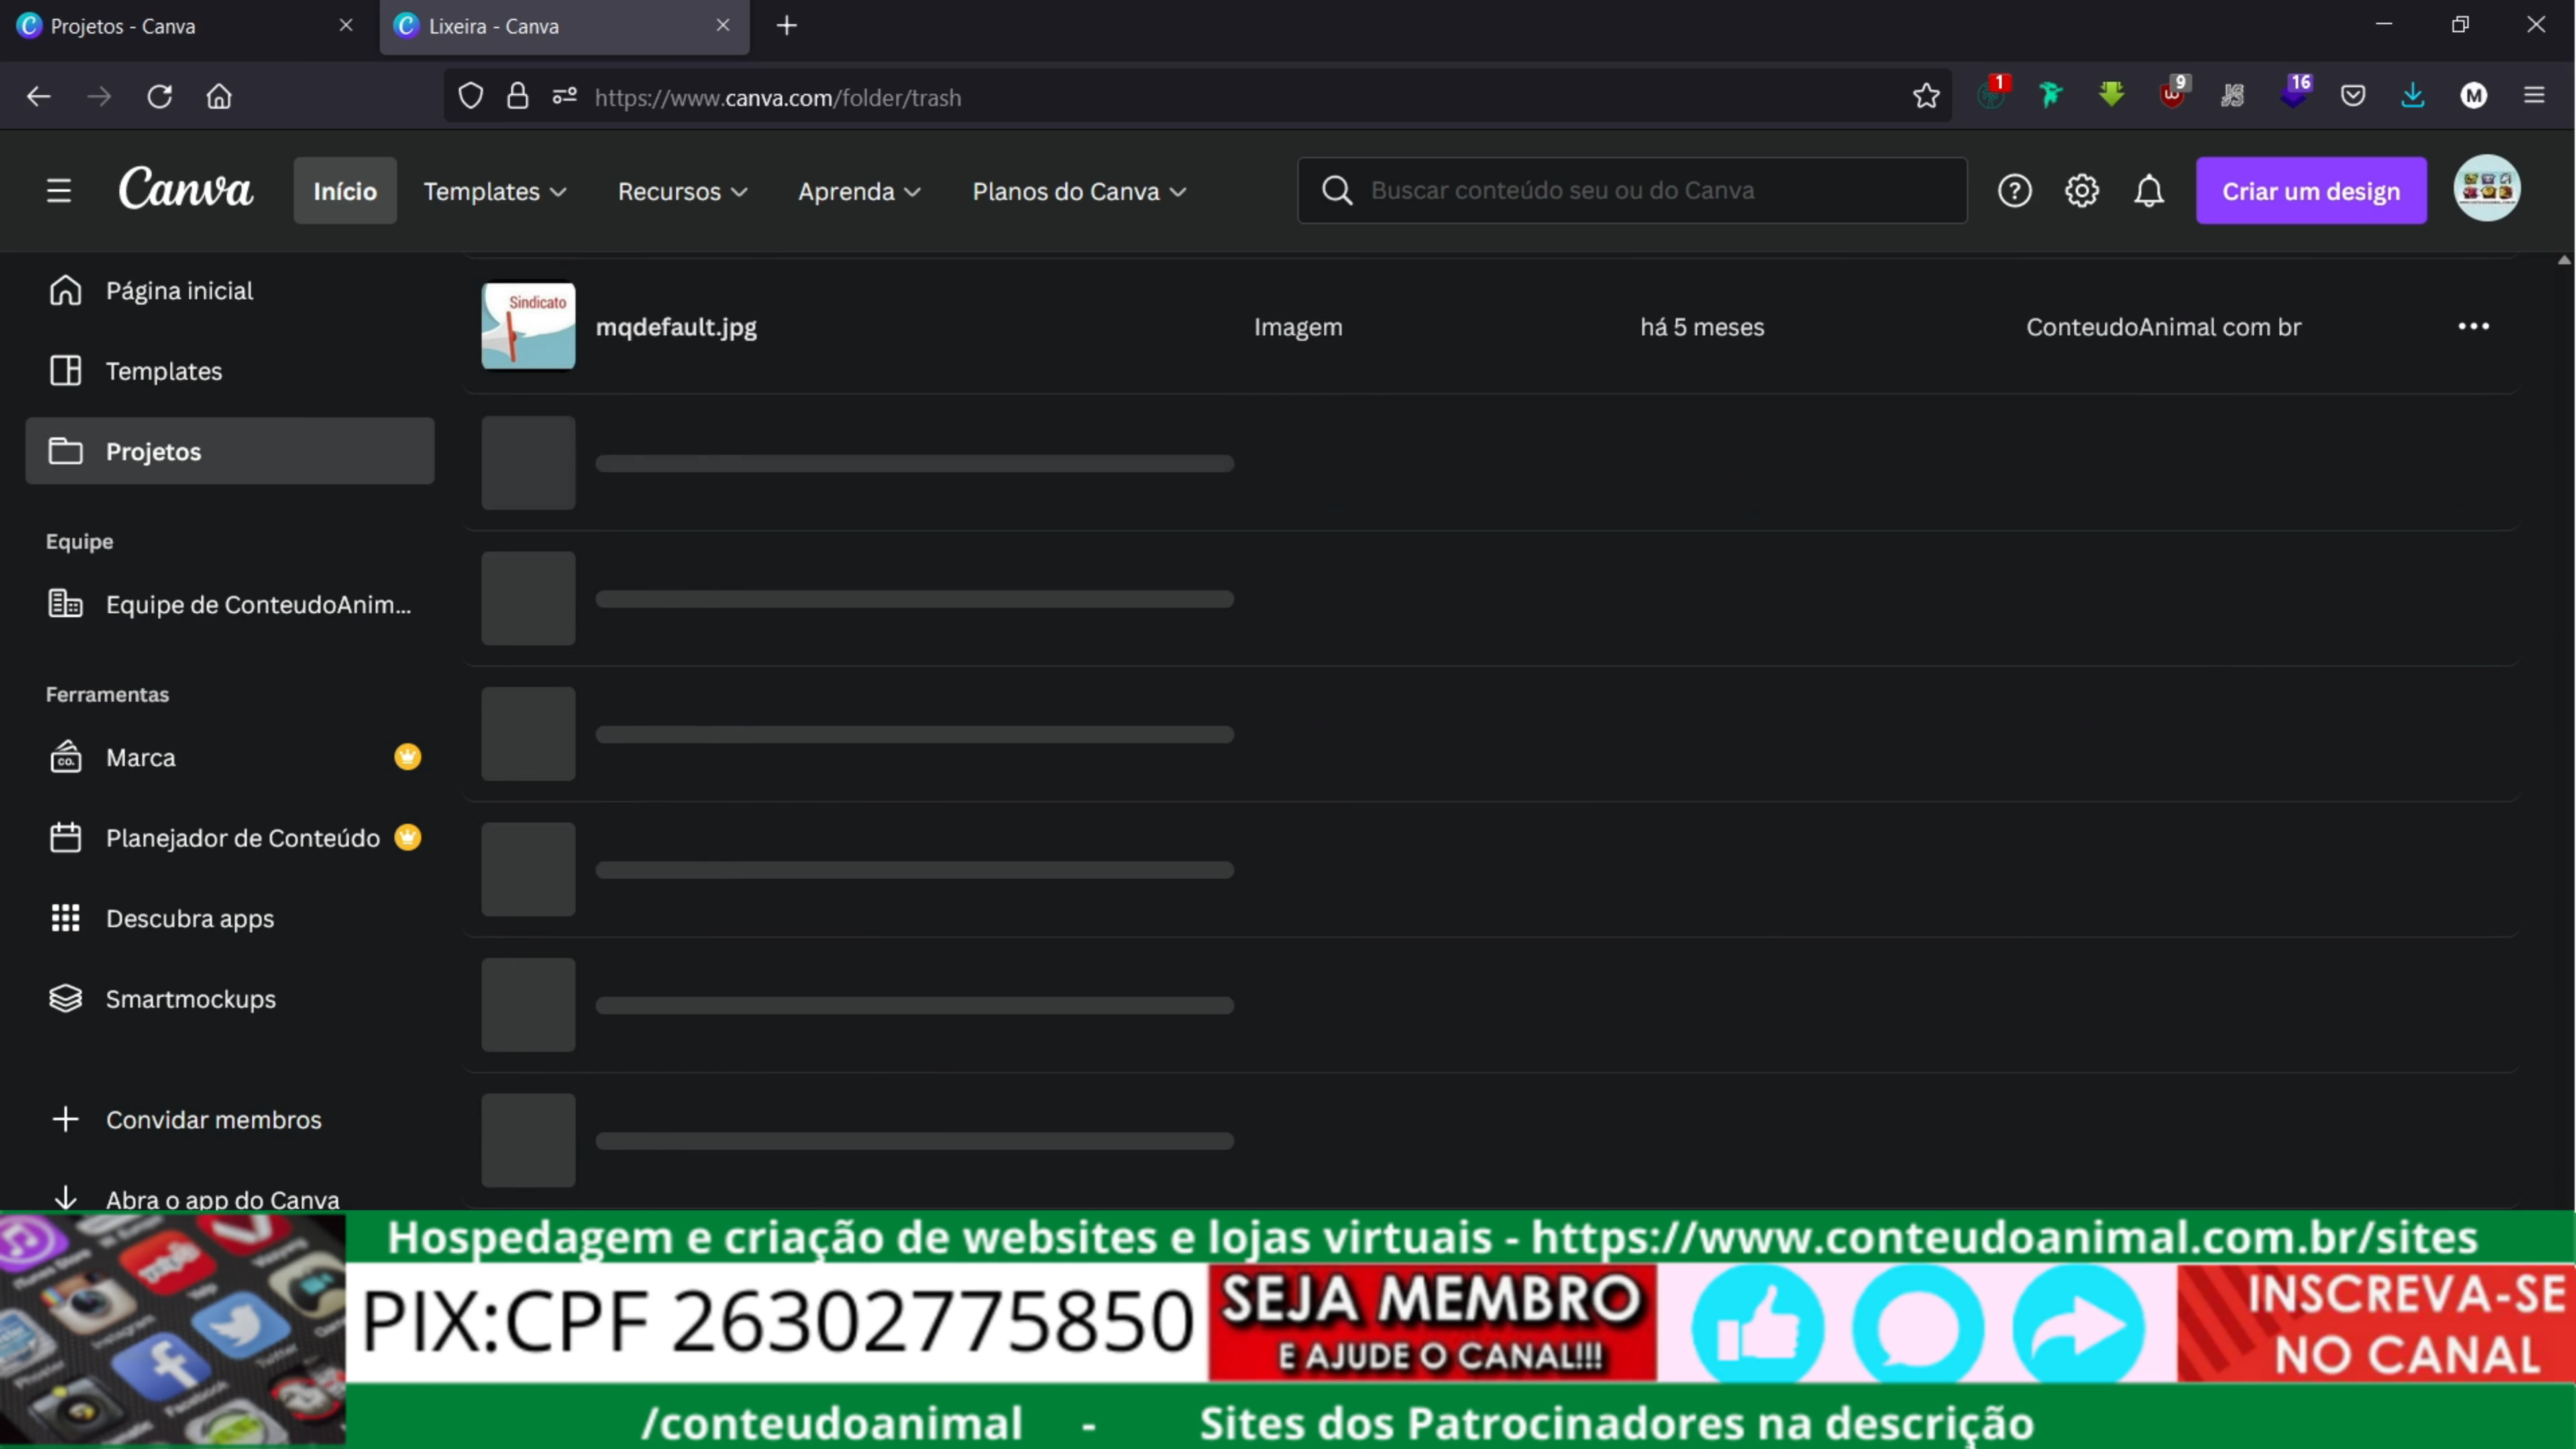 Projetos - Canva
Lixeira - Canva
https://www.canva.com/folder/trash
1
9
16
M
Canva
Início
Templates
Recursos
Aprenda
Planos do Canva
Buscar conteúdo seu ou do Canva
Criar um design
Página inicial
Templates
Projetos
Equipe
Equipe de ConteudoAnim...
Ferramentas
Marca
Planejador de Conteúdo
Descubra apps
Smartmockups
Convidar membros
Abra o app do Canva
Sindicato
mqdefault.jpg
Imagem
há 5 meses
ConteudoAnimal com br
Hospedagem e criação de websites e lojas virtuais - https://www.conteudoanimal.com.br/sites
PIX:CPF 26302775850
SEJA MEMBRO
E AJUDE O CANAL!!!
INSCREVA-SE
NO CANAL
/conteudoanimal - Sites dos Patrocinadores na descrição